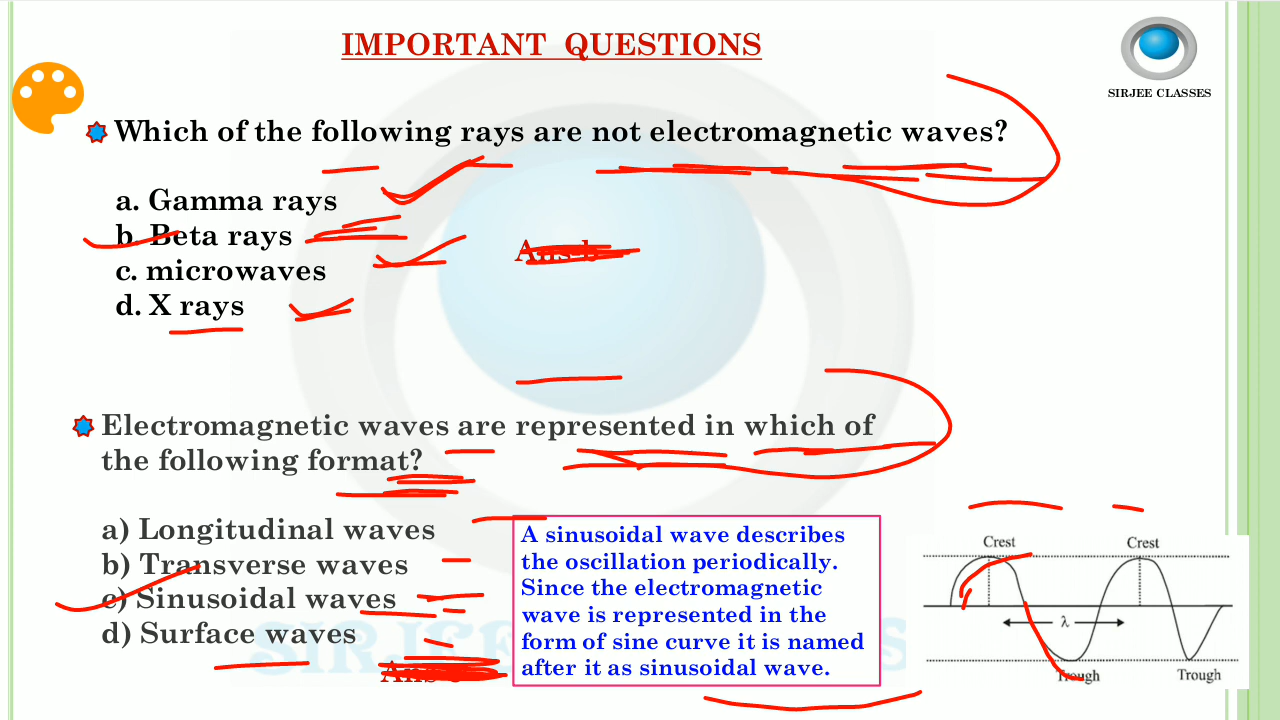 IMPORTANT QUESTIONS
SIRJEE CLASSES
Which of the following rays are not electromagnetic waves?
a. Gamma rays
b. Beta rays
c. microwaves
d. X rays
Ans b
Electromagnetic waves are represented in which of
the following format?
a) Longitudinal waves
b) Transverse waves
c) Sinusoidal waves
d) Surface waves
Ans
A sinusoidal wave describes
the oscillation periodically.
Since the electromagnetic
wave is represented in the
form of sine curve it is named
after it as sinusoidal wave.
Crest
Crest
λ
Trough
Trough